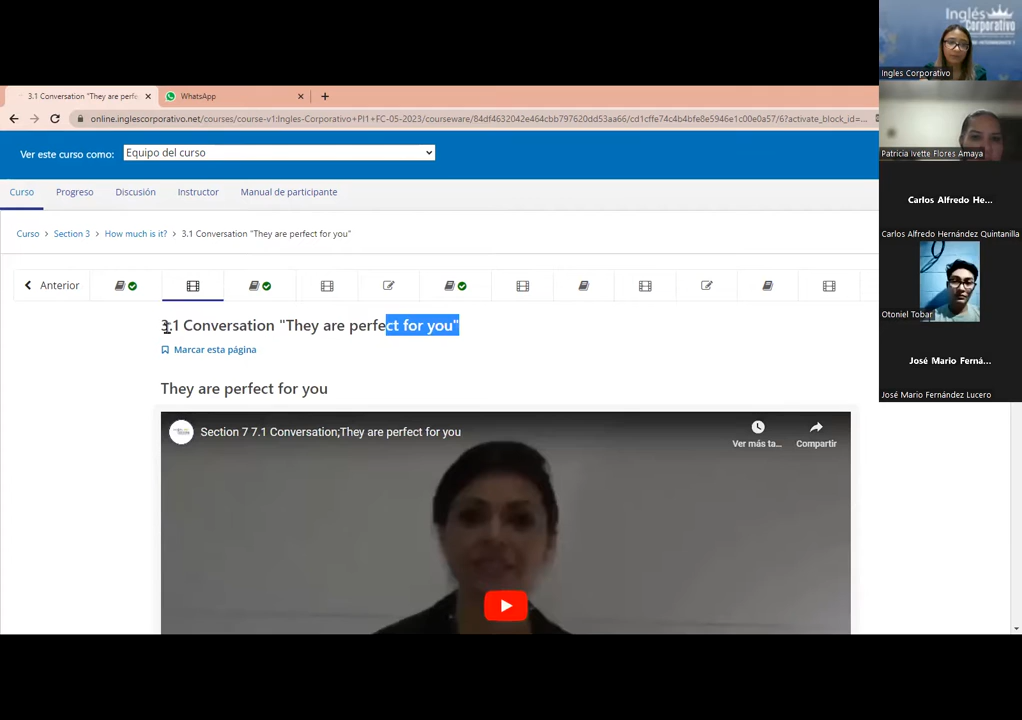 3.1 Conversation "They are perfe
WhatsApp
online.inglescorporativo.net/courses/course-v1:Ingles-Corporativo+PI1+FC-05-2023/courseware/84df4632042e464cbb797620dd53aa66/cd1cffe74c4b4bfe8e5946e1c00e0a57/6?activate_block_id=...
Ver este curso como:
Equipo del curso
Curso
Progreso
Discusión
Instructor
Manual de participante
Curso > Section 3 > How much is it? > 3.1 Conversation "They are perfect for you"
Anterior
3.1 Conversation "They are perfect for you"
Marcar esta página
They are perfect for you
Section 7 7.1 Conversation;They are perfect for you
Ver más ta...
Compartir
Inglés
Corporativo
Ingles Corporativo
Patricia Ivette Flores Amaya
Carlos Alfredo He...
Carlos Alfredo Hernández Quintanilla
Otoniel Tobar
José Mario Ferná...
José Mario Fernández Lucero